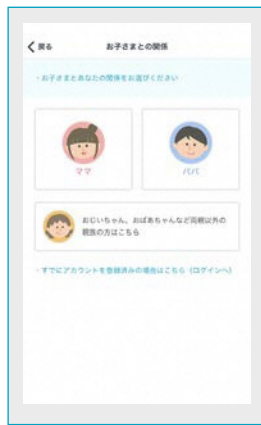 戻る お子さまとの関係
・お子さまとあなたの関係をお選びください
ママ パパ
おじいちゃん、おばあちゃんなど両親以外の
親族の方はこちら
・すでにアカウントを登録済みの場合はこちら（ログインへ）